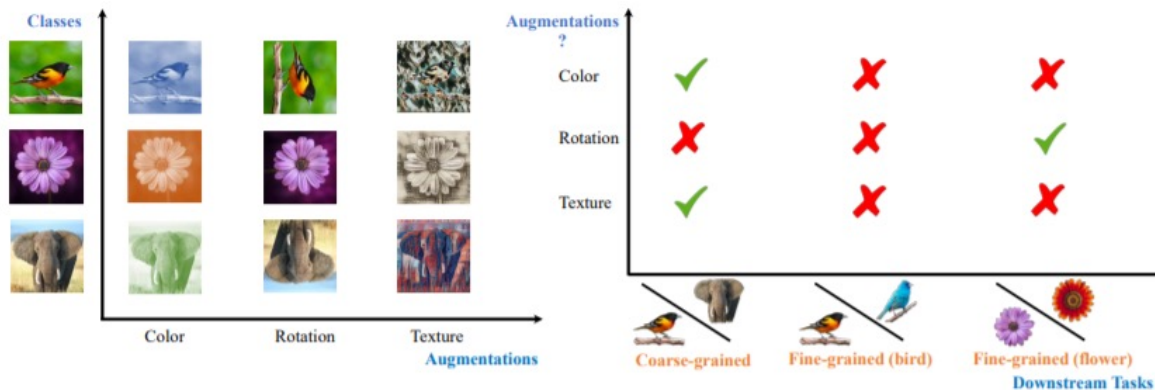 Classes
Color
Rotation
Texture
Augmentations
Augmentations
?
Color
Rotation
Texture
Coarse-grained
Fine-grained (bird)
Fine-grained (flower)
Downstream Tasks